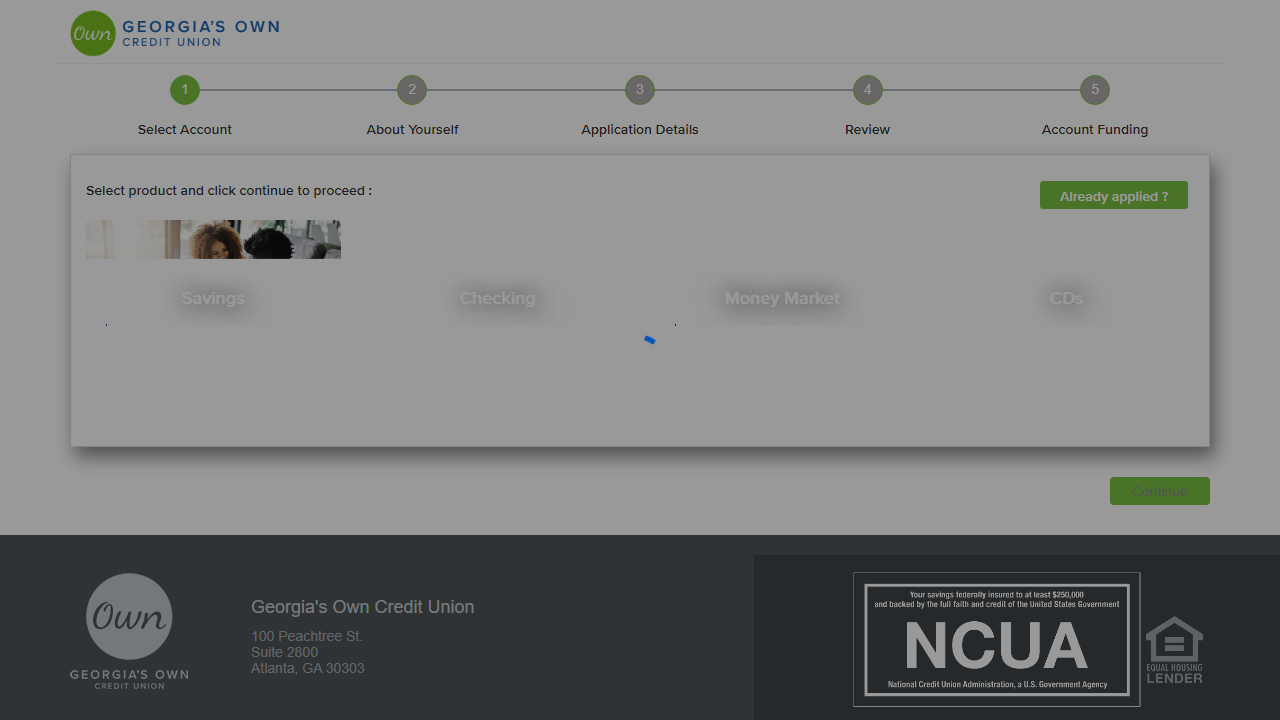 Own GEORGIA'S OWN
CREDIT UNION
1 2 3 4 5
Select Account About Yourself Application Details Review Account Funding
Select product and click continue to proceed :
Already applied ?
Savings Checking Money Market CDs
Continue
Own
GEORGIA'S OWN
CREDIT UNION
Georgia's Own Credit Union
100 Peachtree St.
Suite 2800
Atlanta, GA 30303
Your savings federally insured to at least $250,000
and backed by the full faith and credit of the United States Government
NCUA
National Credit Union Administration, a U.S. Government Agency
EQUAL HOUSING
LENDER